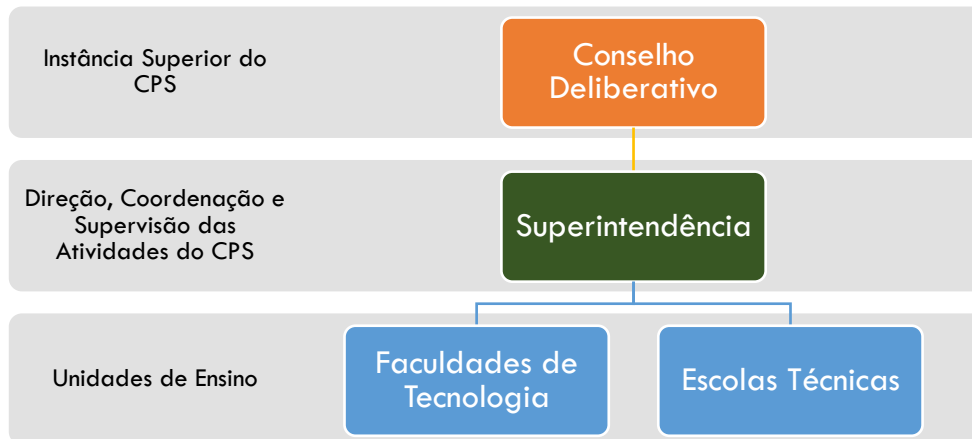 Instância Superior do
CPS
Conselho
Deliberativo
Direção, Coordenação e
Supervisão das
Atividades do CPS
Superintendência
Unidades de Ensino
Faculdades de
Tecnologia
Escolas Técnicas